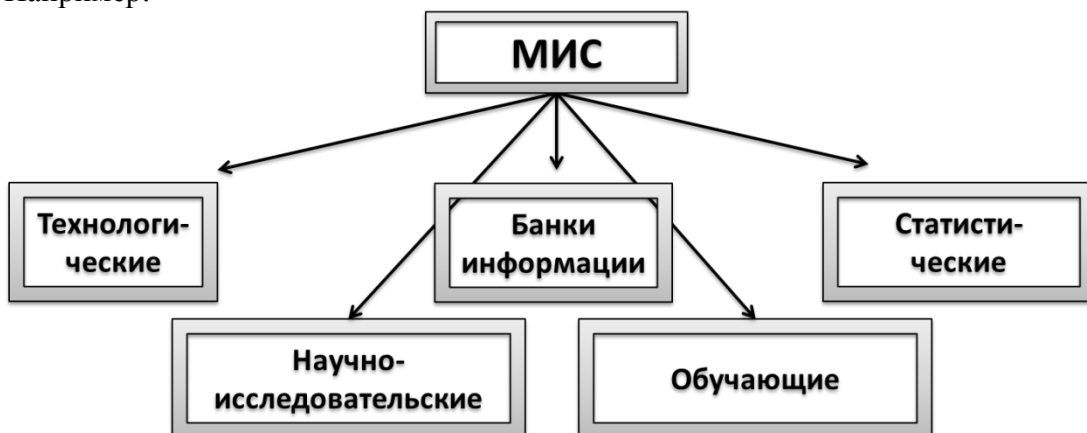 Например:
МИС
Технологи-
ческие
Банки
информации
Статисти-
ческие
Научно-
исследовательские
Обучающие